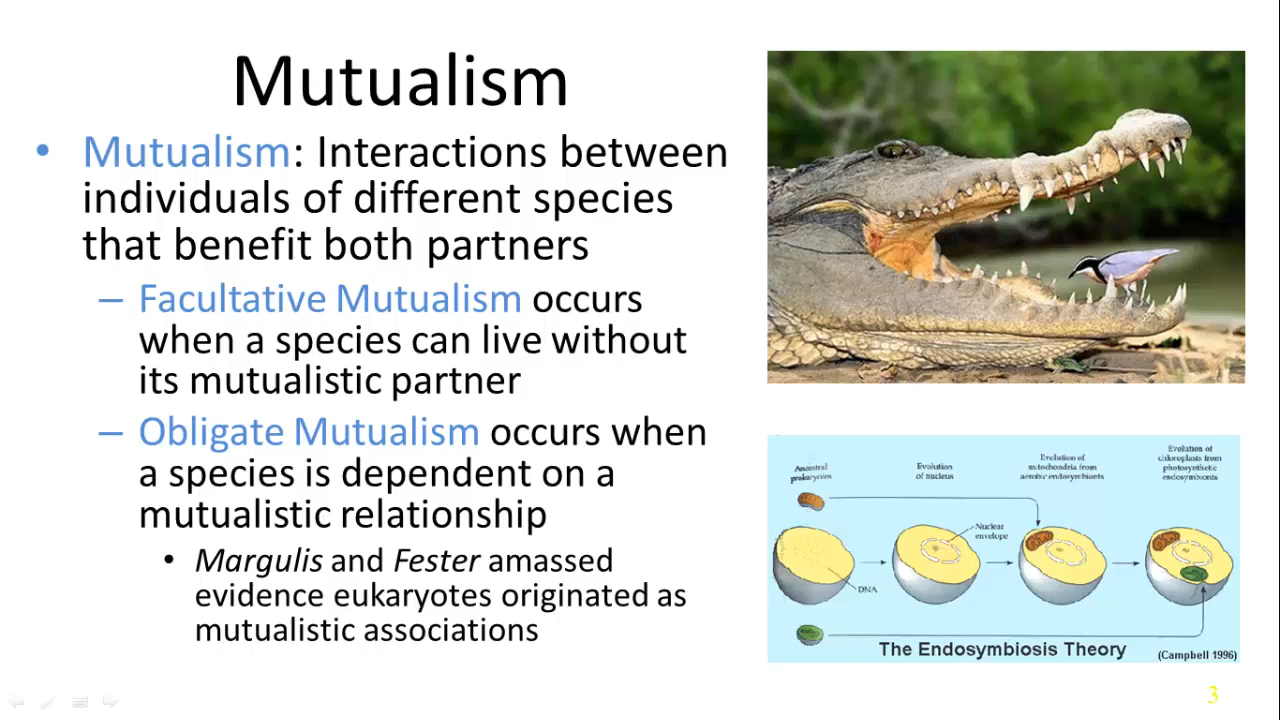 Mutualism
• Mutualism: Interactions between
individuals of different species
that benefit both partners
– Facultative Mutualism occurs
when a species can live without
its mutualistic partner
– Obligate Mutualism occurs when
a species is dependent on a
mutualistic relationship
• Margulis and Fester amassed
evidence eukaryotes originated as
mutualistic associations
Ancestral
prokaryotes
Evolution
of nucleus
Evolution of
mitochondria from
aerobic endosymbionts
Evolution of
chloroplasts from
photosynthetic
endosymbionts
Nuclear
envelope
DNA
The Endosymbiosis Theory
(Campbell 1996)
3